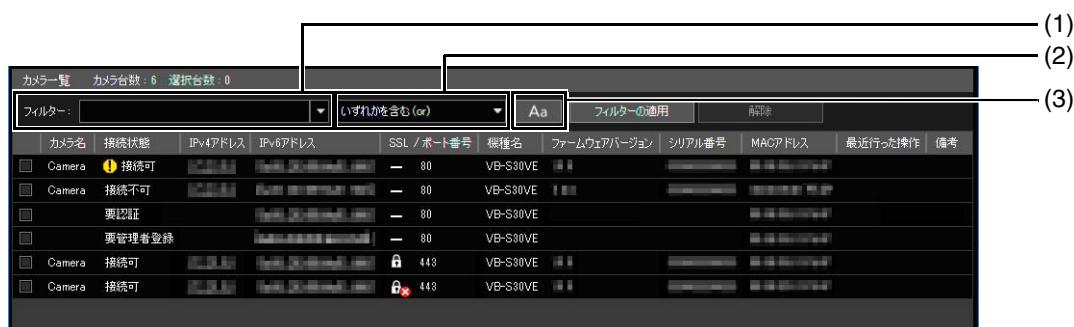 (1)
(2)
カメラ一覧 カメラ台数 : 6 選択台数 : 0
フィルター : いずれかを含む(or) Aa フィルターの適用 解除
(3)
カメラ名 接続状態 IPv4アドレス IPv6アドレス SSL / ポート番号 機種名 ファームウェアバージョン シリアル番号 MACアドレス 最近行った操作 備考
Camera 接続可 — 80 VB-S30VE
Camera 接続不可 — 80 VB-S30VE
要認証 — 80 VB-S30VE
要管理者登録 — 80 VB-S30VE
Camera 接続可 443 VB-S30VE
Camera 接続可 443 VB-S30VE